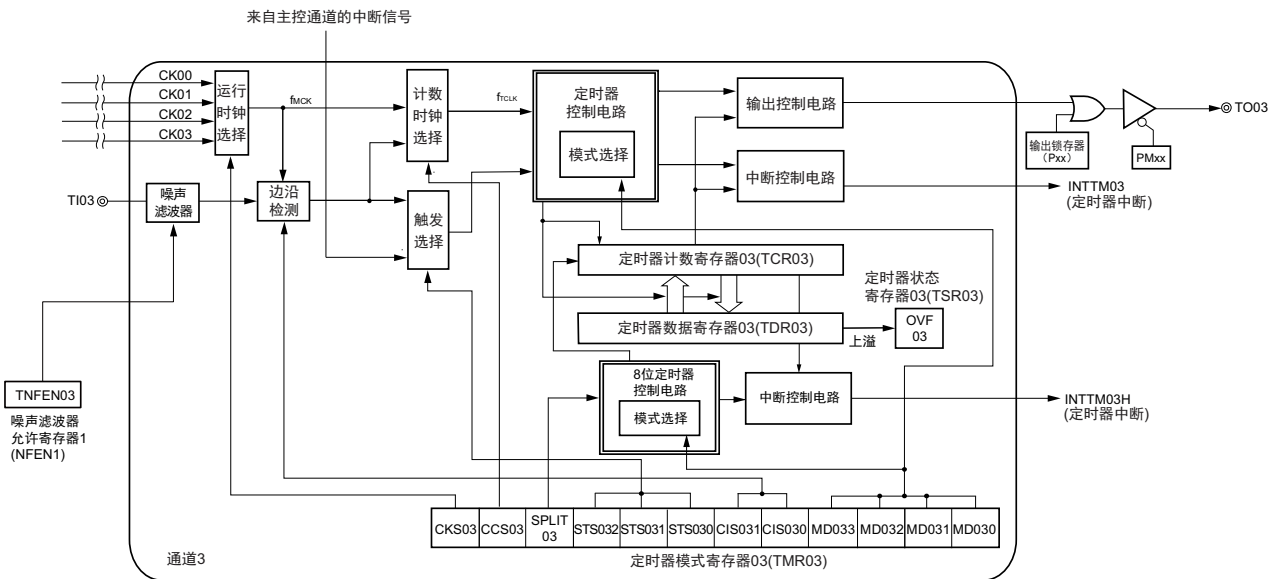 来自主控通道的中断信号
CK00
CK01
CK02
CK03
运行
时钟
选择
fMCK
计数
时钟
选择
fTCLK
定时器
控制电路
模式选择
输出控制电路
中断控制电路
输出锁存器
（Pxx）
PMxx
TO03
INTTM03
(定时器中断)
TI03
噪声
滤波器
边沿
检测
触发
选择
定时器计数寄存器03(TCR03)
定时器数据寄存器03(TDR03)
上溢
定时器状态
寄存器03(TSR03)
OVF
03
8位定时器
控制电路
模式选择
中断控制电路
INTTM03H
(定时器中断)
TNFEN03
噪声滤波器
允许寄存器1
(NFEN1)
CKS03
CCS03
SPLIT
03
STS032
STS031
STS030
CIS031
CIS030
MD033
MD032
MD031
MD030
通道3
定时器模式寄存器03(TMR03)